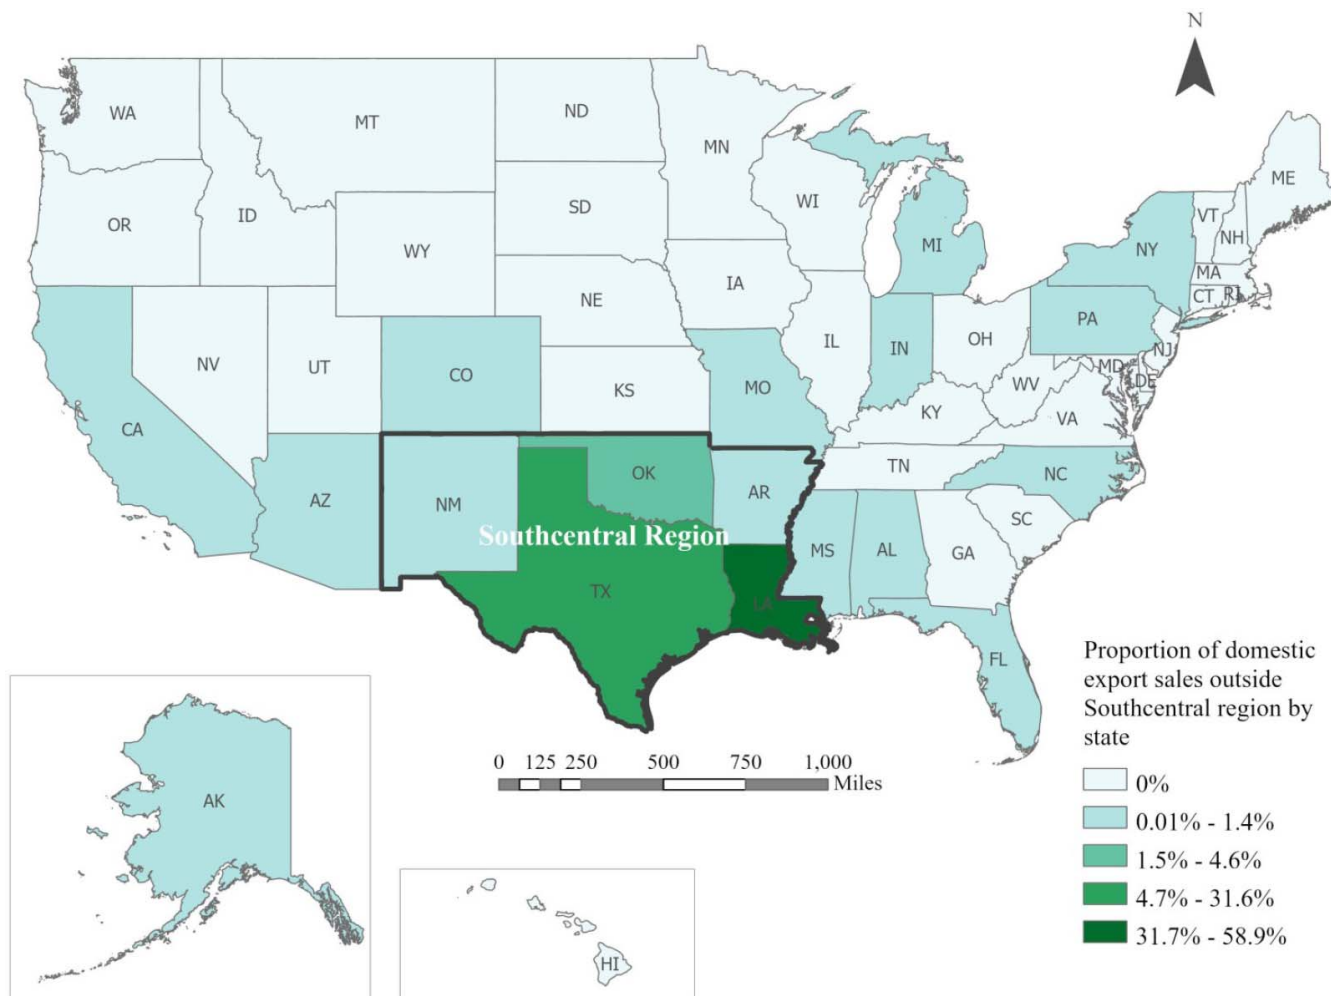 N
WA
MT
ND
MN
ME
OR
ID
SD
WI
MI
VT
NH
NY
WY
MA
CT
RI
IA
NE
PA
NV
UT
CO
IL
IN
OH
NJ
MD
DE
WV
VA
KS
MO
KY
CA
AZ
NM
OK
AR
TN
NC
SC
Southcentral Region
MS
AL
GA
TX
LA
FL
Proportion of domestic
export sales outside
Southcentral region by
state
0%
0.01% - 1.4%
1.5% - 4.6%
4.7% - 31.6%
31.7% - 58.9%
0 125 250 500 750 1,000
Miles
AK
HI